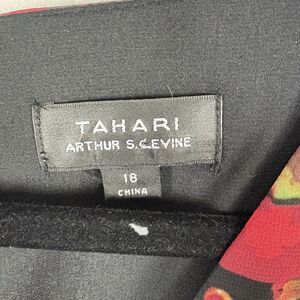 TAHARI
ARTHUR S. LEVINE
18
CHINA